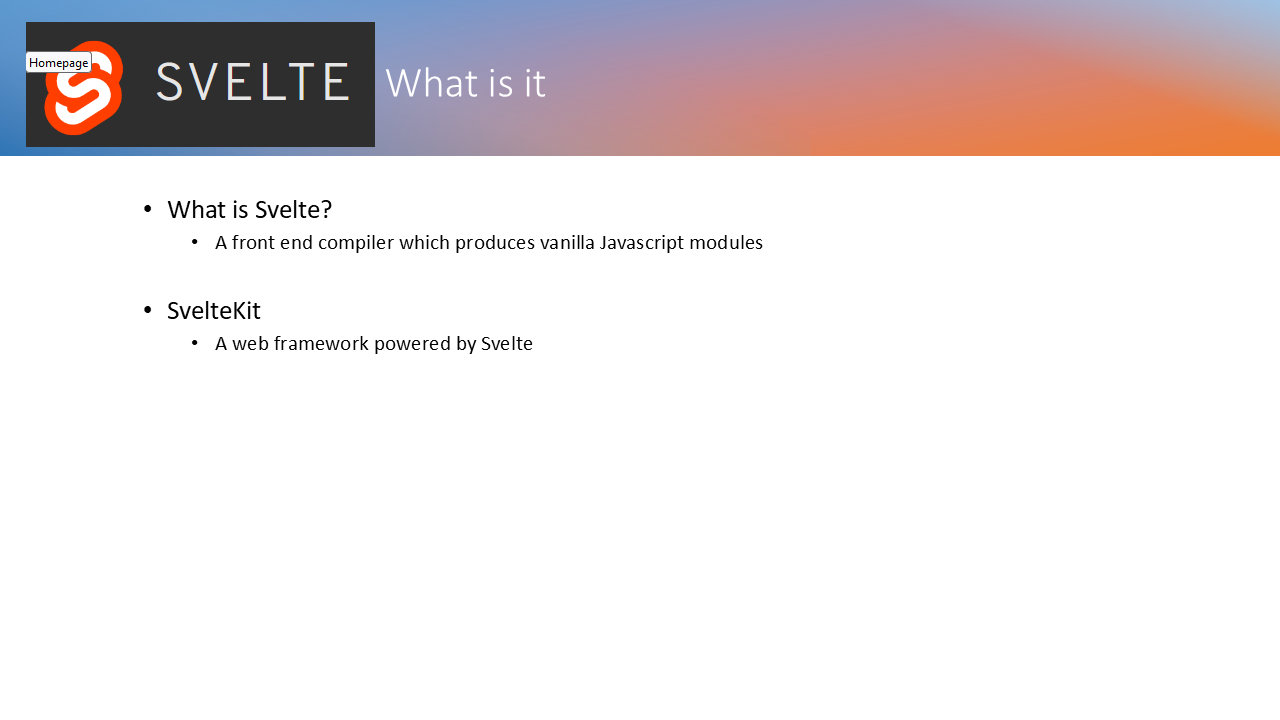 Homepage
SVELTE What is it
• What is Svelte?
• A front end compiler which produces vanilla Javascript modules
• SvelteKit
• A web framework powered by Svelte